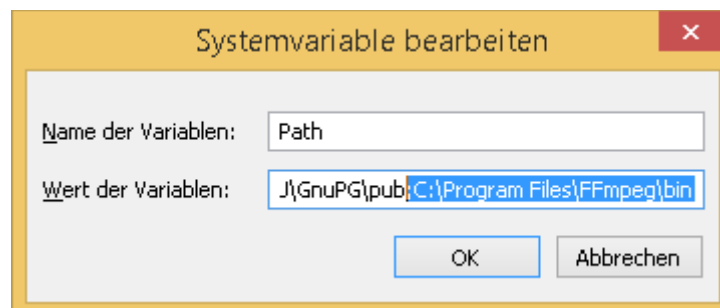 Systemvariable bearbeiten
Name der Variablen: Path
Wert der Variablen: J\GnuPG\pub;C:\Program Files\FFmpeg\bin
OK Abbrechen